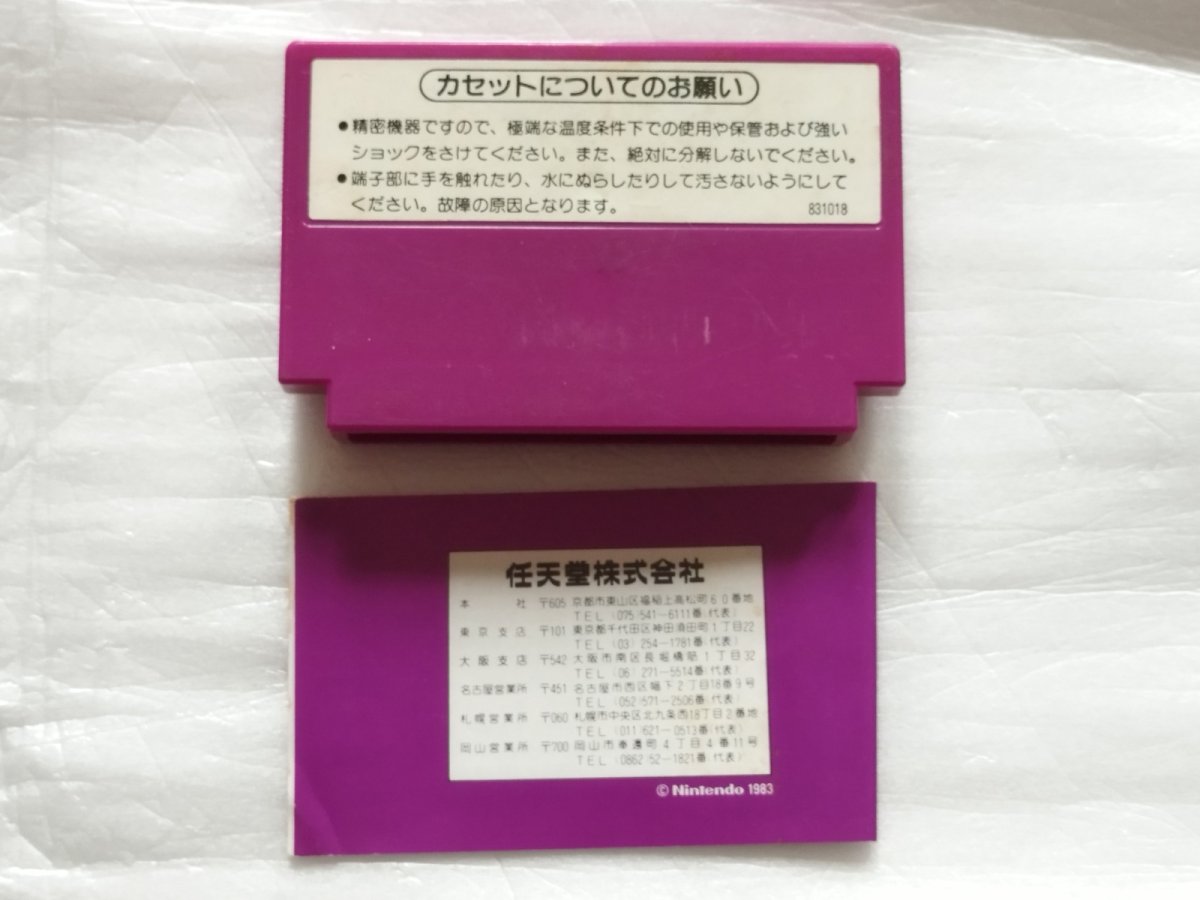 カセットについてのお願い
●精密機器ですので、極端な温度条件下での使用や保管および強い
ショックをさけてください。また、絶対に分解しないでください。
●端子部に手を触れたり、水にぬらしたりして汚さないようにして
ください。故障の原因となります。 831018
任天堂株式会社
本社 〒605 京都市東山区福稲上高松町60番地
TEL (075)541-6111番(代表)
東京支店 〒101 東京都千代田区神田須田町1丁目22
TEL (03)254-1781番(代表)
大阪支店 〒542 大阪市南区長堀橋筋1丁目32
TEL (06)271-5514番(代表)
名古屋営業所 〒451 名古屋市西区幅下2丁目18番9号
TEL (052)571-2506番(代表)
札幌営業所 〒060 札幌市中央区北九条西18丁目2番地
TEL (011)621-0513番(代表)
岡山営業所 〒700 岡山市奉還町4丁目4番11号
TEL (0862)52-1821番(代表)
© Nintendo 1983